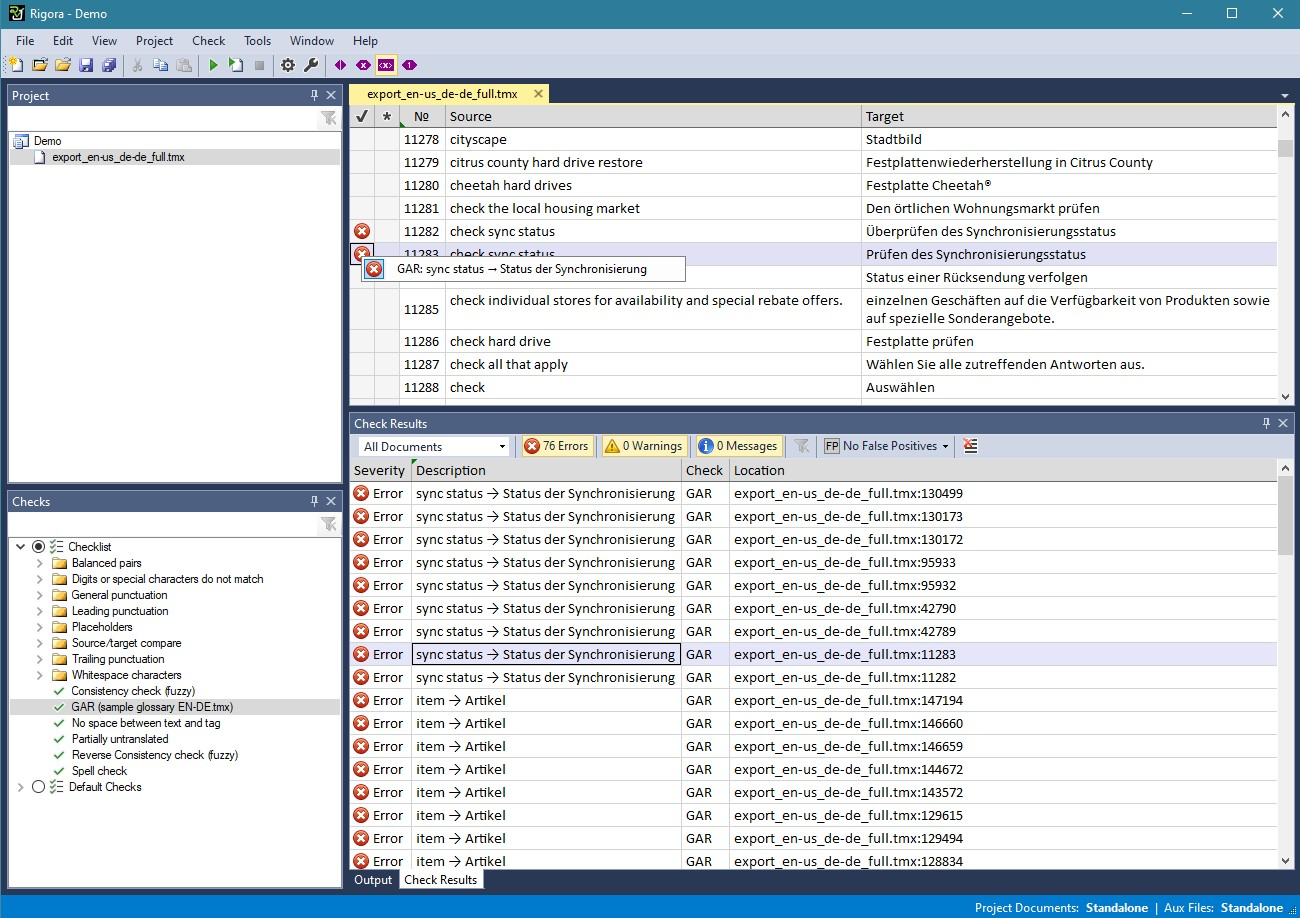 Rigora - Demo
File Edit View Project Check Tools Window Help
Project
Demo
export_en-us_de-de_full.tmx
Checks
Checklist
Balanced pairs
Digits or special characters do not match
General punctuation
Leading punctuation
Placeholders
Source/target compare
Trailing punctuation
Whitespace characters
Consistency check (fuzzy)
GAR (sample glossary EN-DE.tmx)
No space between text and tag
Partially untranslated
Reverse Consistency check (fuzzy)
Spell check
Default Checks
export_en-us_de-de_full.tmx
✓ * № Source Target
11278 cityscape Stadtbild
11279 citrus county hard drive restore Festplattenwiederherstellung in Citrus County
11280 cheetah hard drives Festplatte Cheetah®
11281 check the local housing market Den örtlichen Wohnungsmarkt prüfen
11282 check sync status Überprüfen des Synchronisierungsstatus
11283 check sync status Prüfen des Synchronisierungsstatus
GAR: sync status → Status der Synchronisierung
Status einer Rücksendung verfolgen
11285 check individual stores for availability and special rebate offers. einzelnen Geschäften auf die Verfügbarkeit von Produkten sowie
auf spezielle Sonderangebote.
11286 check hard drive Festplatte prüfen
11287 check all that apply Wählen Sie alle zutreffenden Antworten aus.
11288 check Auswählen
Check Results
All Documents 76 Errors 0 Warnings 0 Messages FP No False Positives
Severity Description Check Location
Error sync status → Status der Synchronisierung GAR export_en-us_de-de_full.tmx:130499
Error sync status → Status der Synchronisierung GAR export_en-us_de-de_full.tmx:130173
Error sync status → Status der Synchronisierung GAR export_en-us_de-de_full.tmx:130172
Error sync status → Status der Synchronisierung GAR export_en-us_de-de_full.tmx:95933
Error sync status → Status der Synchronisierung GAR export_en-us_de-de_full.tmx:95932
Error sync status → Status der Synchronisierung GAR export_en-us_de-de_full.tmx:42790
Error sync status → Status der Synchronisierung GAR export_en-us_de-de_full.tmx:42789
Error sync status → Status der Synchronisierung GAR export_en-us_de-de_full.tmx:11283
Error sync status → Status der Synchronisierung GAR export_en-us_de-de_full.tmx:11282
Error item → Artikel GAR export_en-us_de-de_full.tmx:147194
Error item → Artikel GAR export_en-us_de-de_full.tmx:146660
Error item → Artikel GAR export_en-us_de-de_full.tmx:146659
Error item → Artikel GAR export_en-us_de-de_full.tmx:144672
Error item → Artikel GAR export_en-us_de-de_full.tmx:143572
Error item → Artikel GAR export_en-us_de-de_full.tmx:129615
Error item → Artikel GAR export_en-us_de-de_full.tmx:129494
Error item → Artikel GAR export_en-us_de-de_full.tmx:128834
Output Check Results
Project Documents: Standalone | Aux Files: Standalone